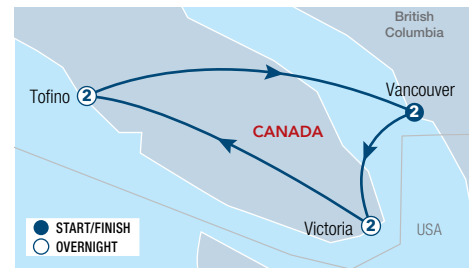 British
Columbia
Vancouver
2
Tofino
2
CANADA
Victoria
2
USA
START/FINISH
OVERNIGHT